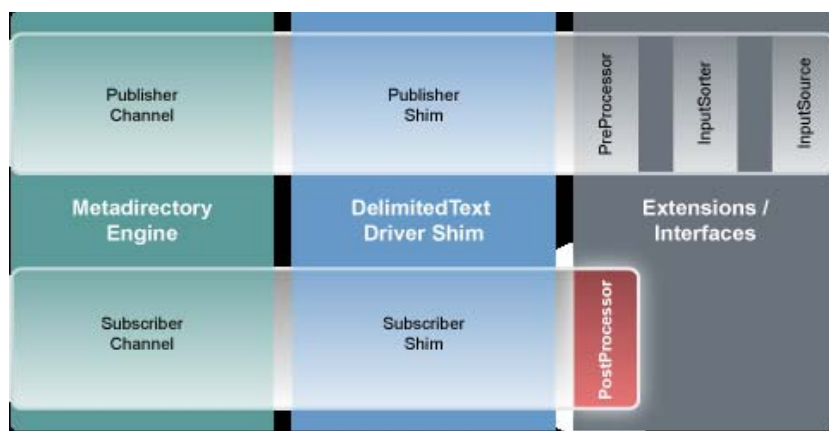 Publisher
Channel
Publisher
Shim
PreProcessor
InputSorter
InputSource
Metadirectory
Engine
DelimitedText
Driver Shim
Extensions /
Interfaces
Subscriber
Channel
Subscriber
Shim
PostProcessor